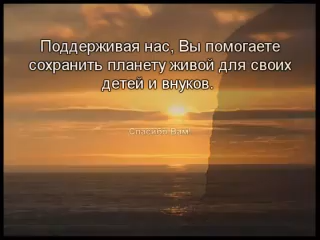 Поддерживая нас, Вы помогаете
сохранить планету живой для своих
детей и внуков.
Спасибо Вам!